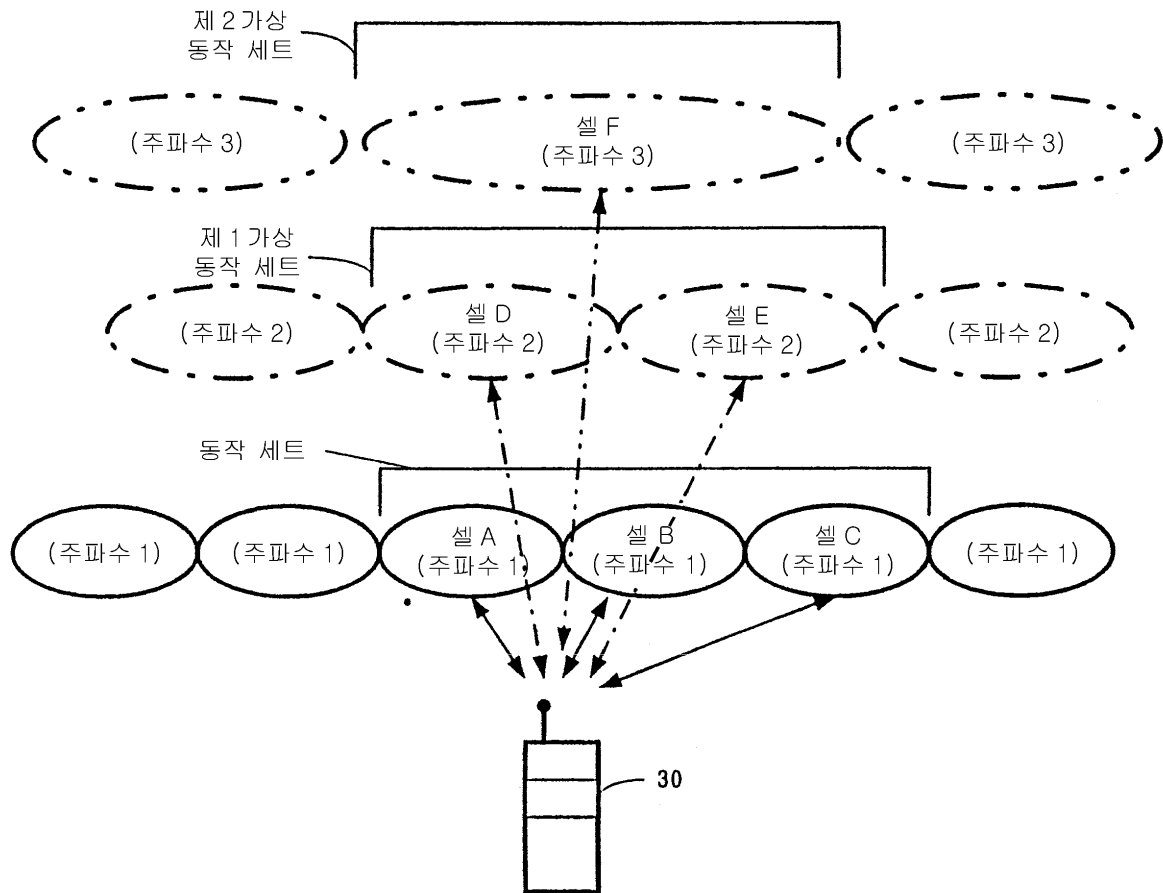 제 2 가상
동작 세트
(주파수 3)
셀 F
(주파수 3)
(주파수 3)
제 1 가상
동작 세트
(주파수 2)
셀 D
(주파수 2)
셀 E
(주파수 2)
(주파수 2)
동작 세트
(주파수 1)
(주파수 1)
셀 A
(주파수 1)
셀 B
(주파수 1)
셀 C
(주파수 1)
(주파수 1)
30